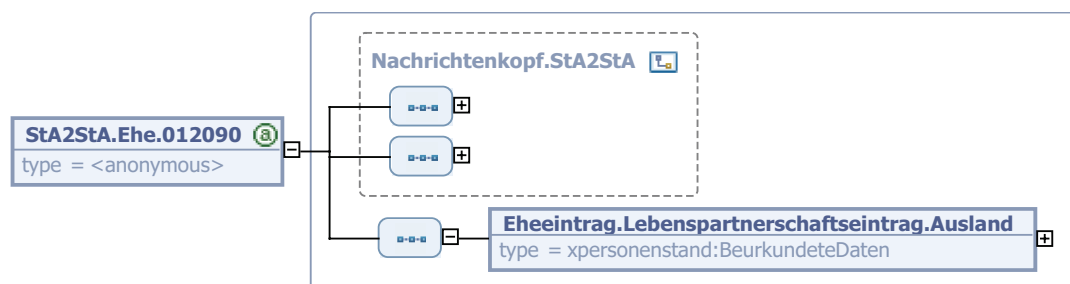 Nachrichtenkopf.StA2StA
StA2StA.Ehe.012090 @
type = <anonymous>
Eheeintrag.Lebenspartnerschaftseintrag.Ausland
type = xpersonenstand:BeurkundeteDaten